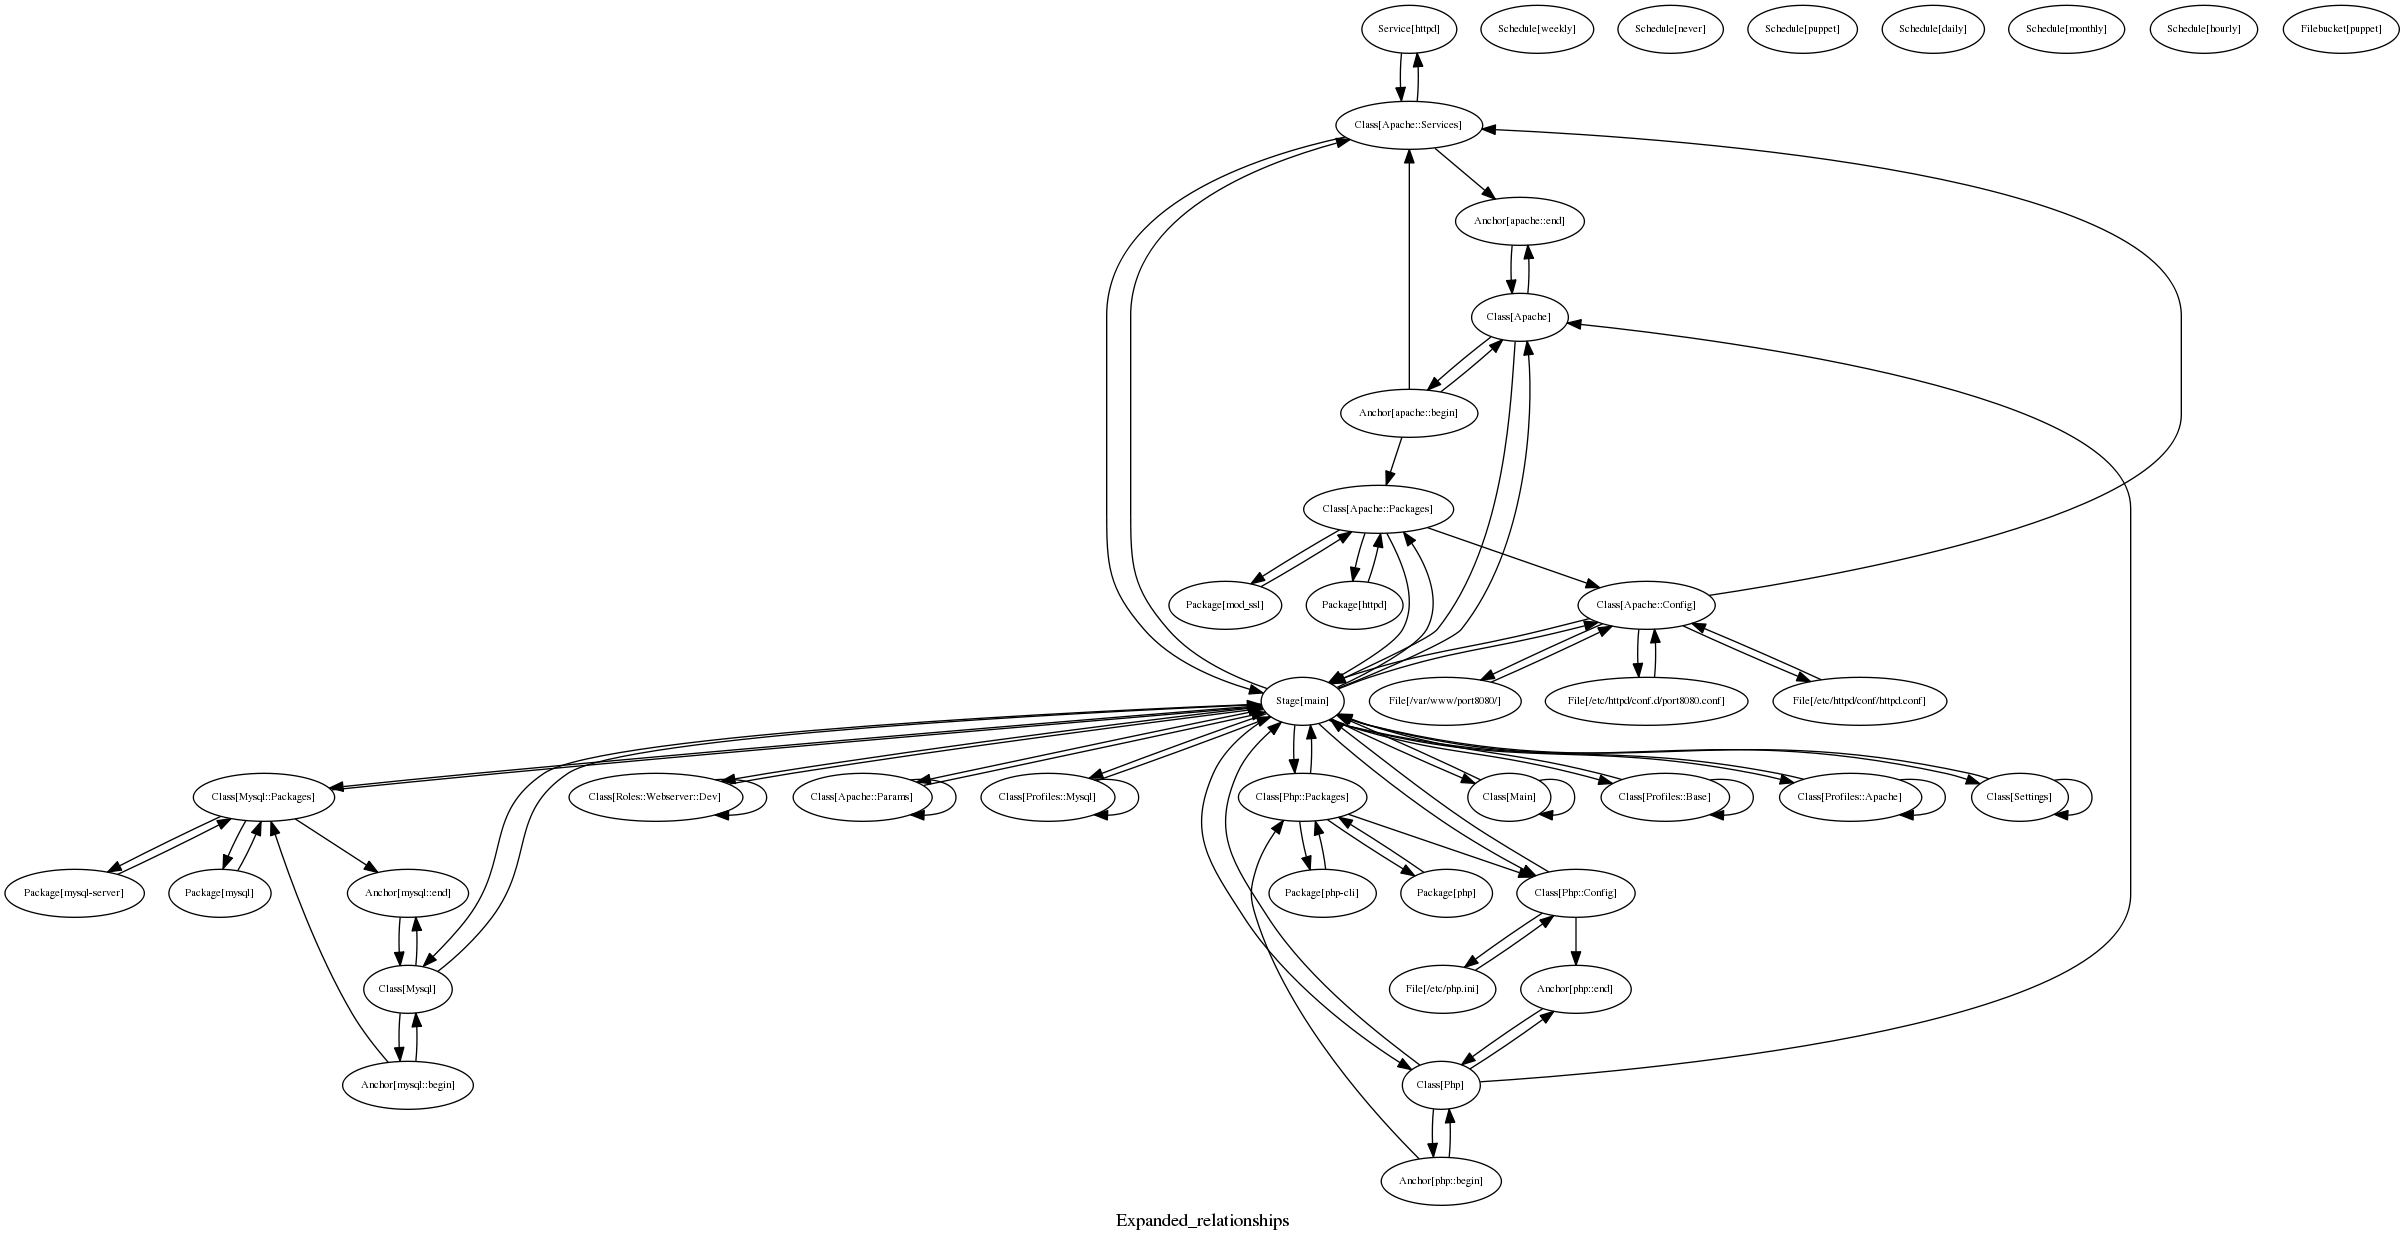 Service[httpd]
Schedule[weekly]
Schedule[never]
Schedule[puppet]
Schedule[daily]
Schedule[monthly]
Schedule[hourly]
Filebucket[puppet]
Class[Apache::Services]
Anchor[apache::end]
Class[Apache]
Anchor[apache::begin]
Class[Apache::Packages]
Package[mod_ssl]
Package[httpd]
Class[Apache::Config]
Stage[main]
File[/var/www/port8080/]
File[/etc/httpd/conf.d/port8080.conf]
File[/etc/httpd/conf/httpd.conf]
Class[Mysql::Packages]
Class[Roles::Webserver::Dev]
Class[Apache::Params]
Class[Profiles::Mysql]
Class[Php::Packages]
Class[Main]
Class[Profiles::Base]
Class[Profiles::Apache]
Class[Settings]
Package[mysql-server]
Package[mysql]
Anchor[mysql::end]
Package[php-cli]
Package[php]
Class[Php::Config]
Class[Mysql]
File[/etc/php.ini]
Anchor[php::end]
Anchor[mysql::begin]
Class[Php]
Anchor[php::begin]
Expanded_relationships